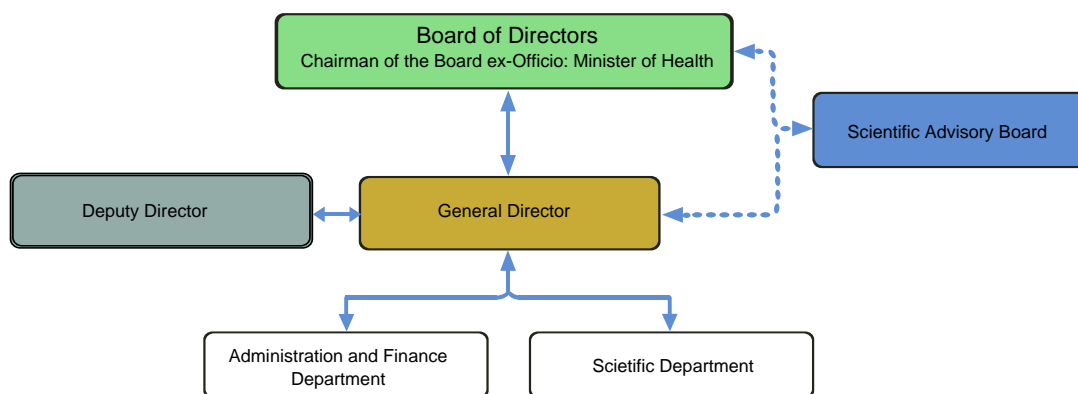 Board of Directors
Chairman of the Board ex-Officio: Minister of Health
Scientific Advisory Board
Deputy Director
General Director
Administration and Finance
Department
Scietific Department